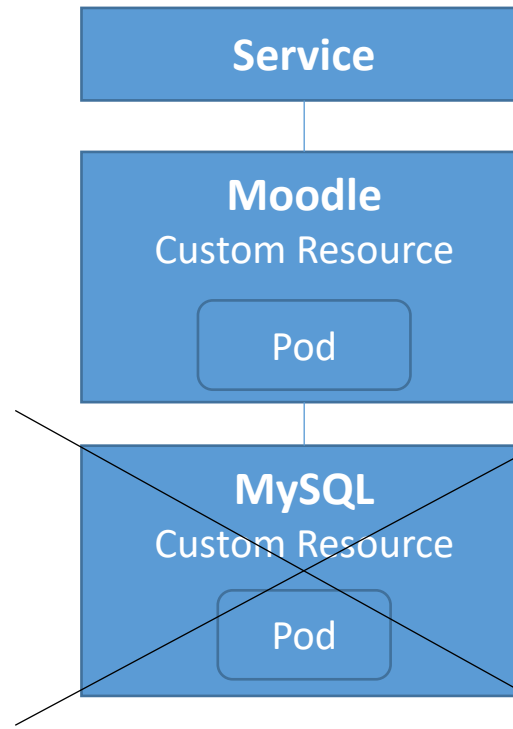 Service
Moodle
Custom Resource
Pod
MySQL
Custom Resource
Pod